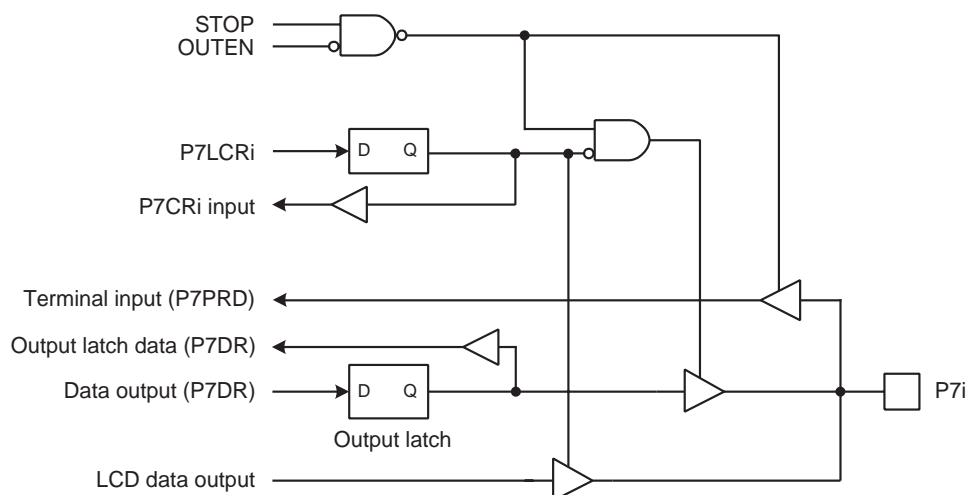 STOP
OUTEN
P7LCRi
D Q
P7CRi input
Terminal input (P7PRD)
Output latch data (P7DR)
Data output (P7DR)
D Q
P7i
Output latch
LCD data output